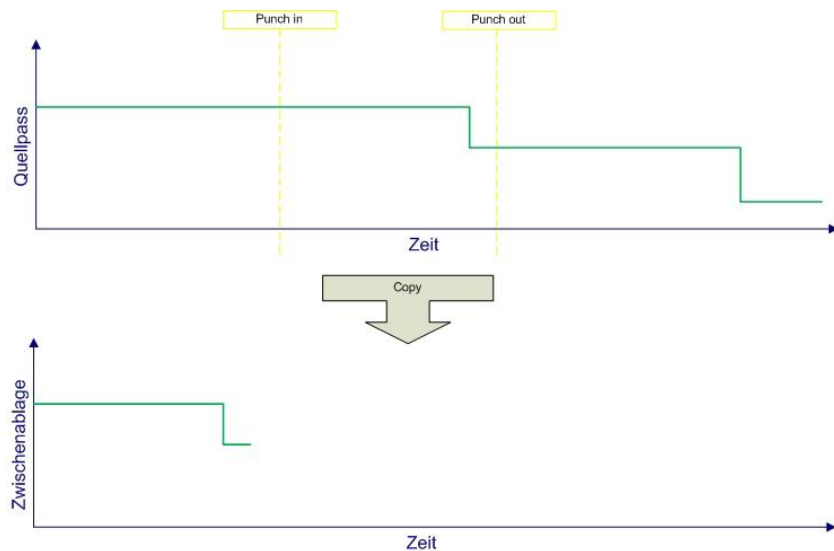 Punch in
Punch out
Quellpass
Zeit
Copy
Zwischenablage
Zeit